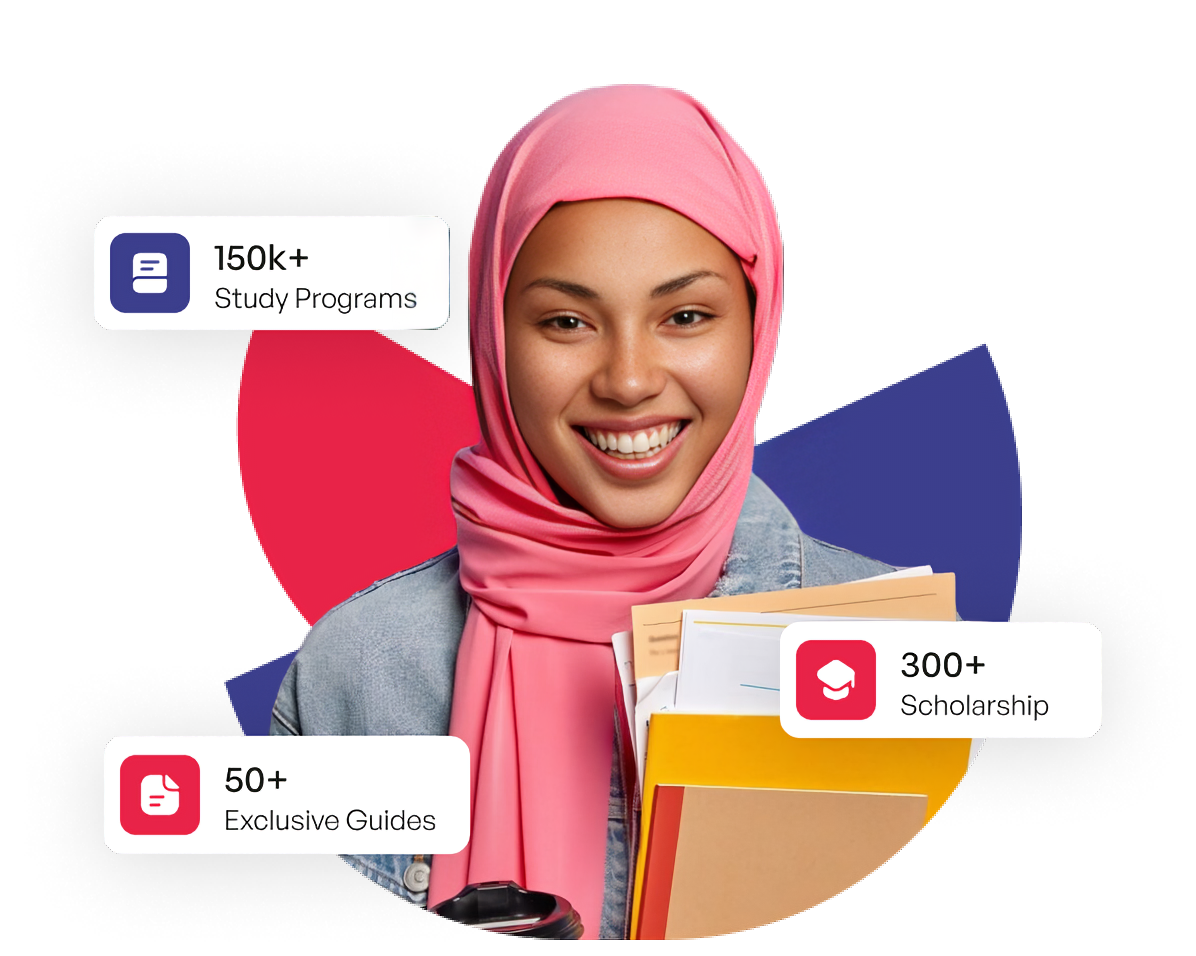 150k+
Study Programs
300+
Scholarship
50+
Exclusive Guides